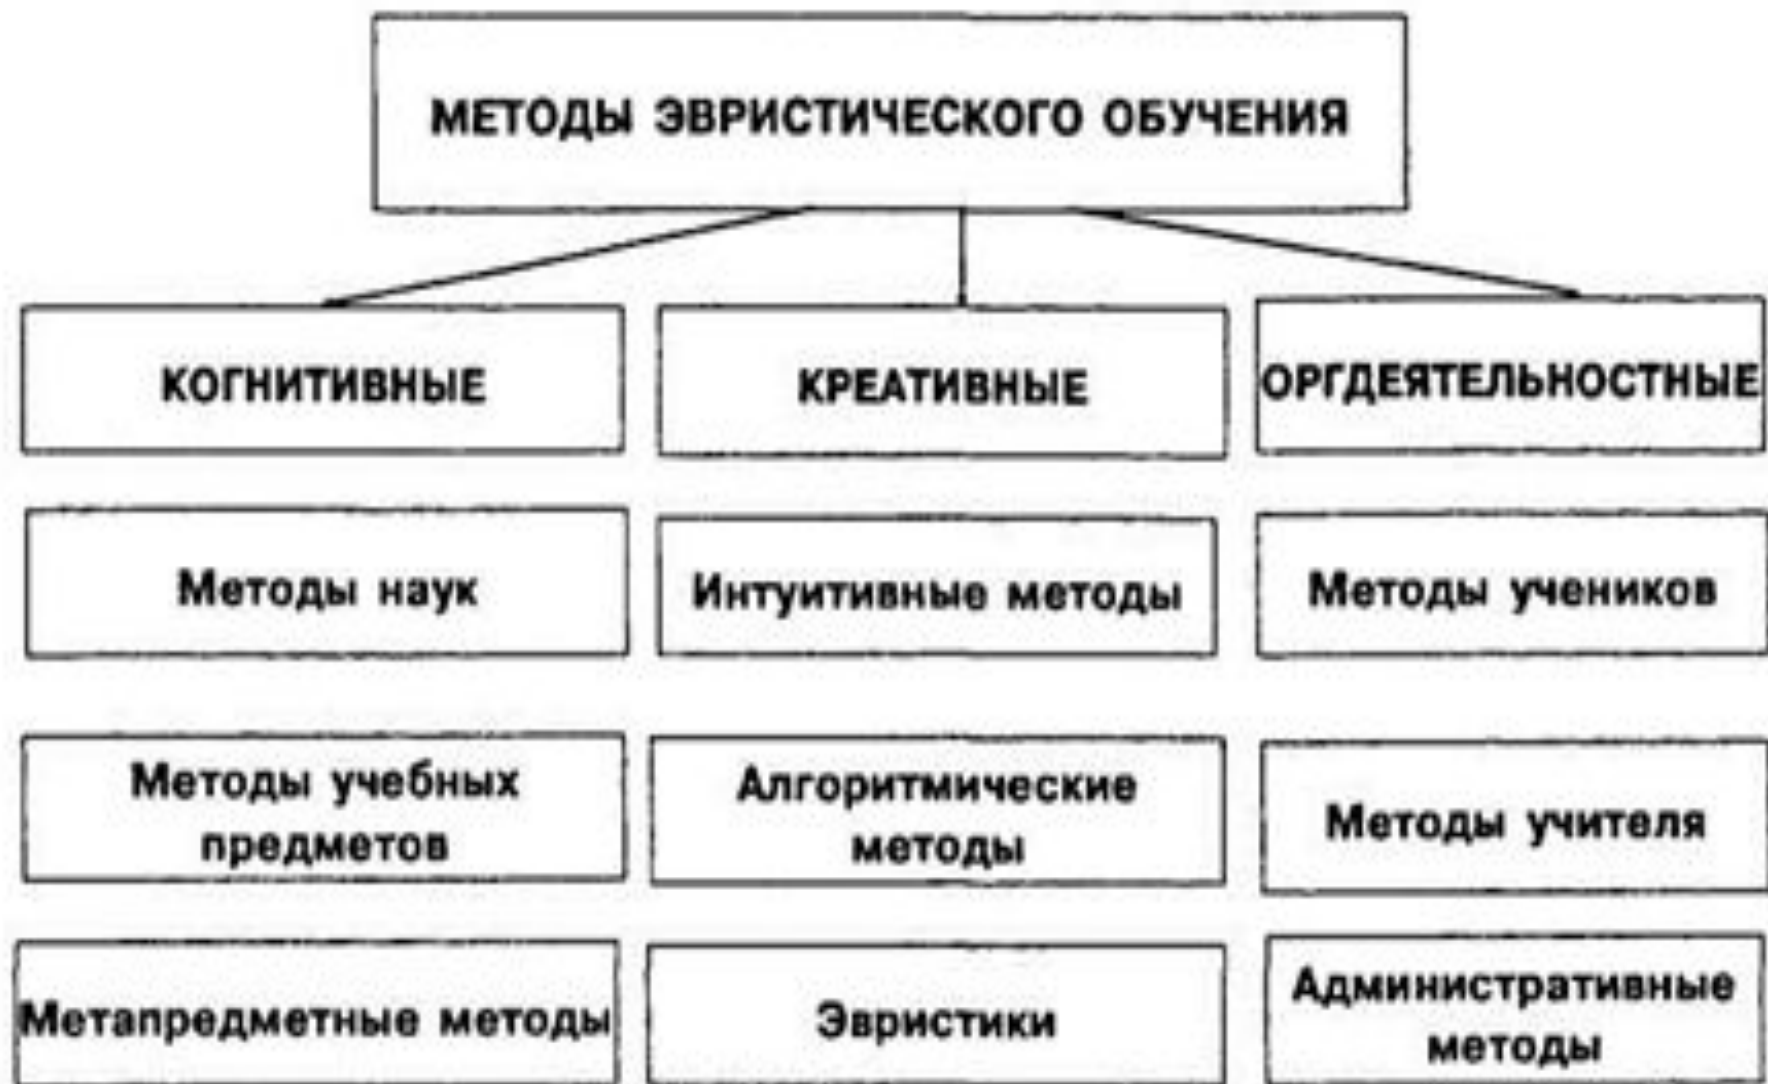 МЕТОДЫ ЭВРИСТИЧЕСКОГО ОБУЧЕНИЯ
КОГНИТИВНЫЕ
КРЕАТИВНЫЕ
ОРГДЕЯТЕЛЬНОСТНЫЕ
Методы наук
Интуитивные методы
Методы учеников
Методы учебных
предметов
Алгоритмические
методы
Методы учителя
Метапредметные методы
Эвристики
Административные
методы